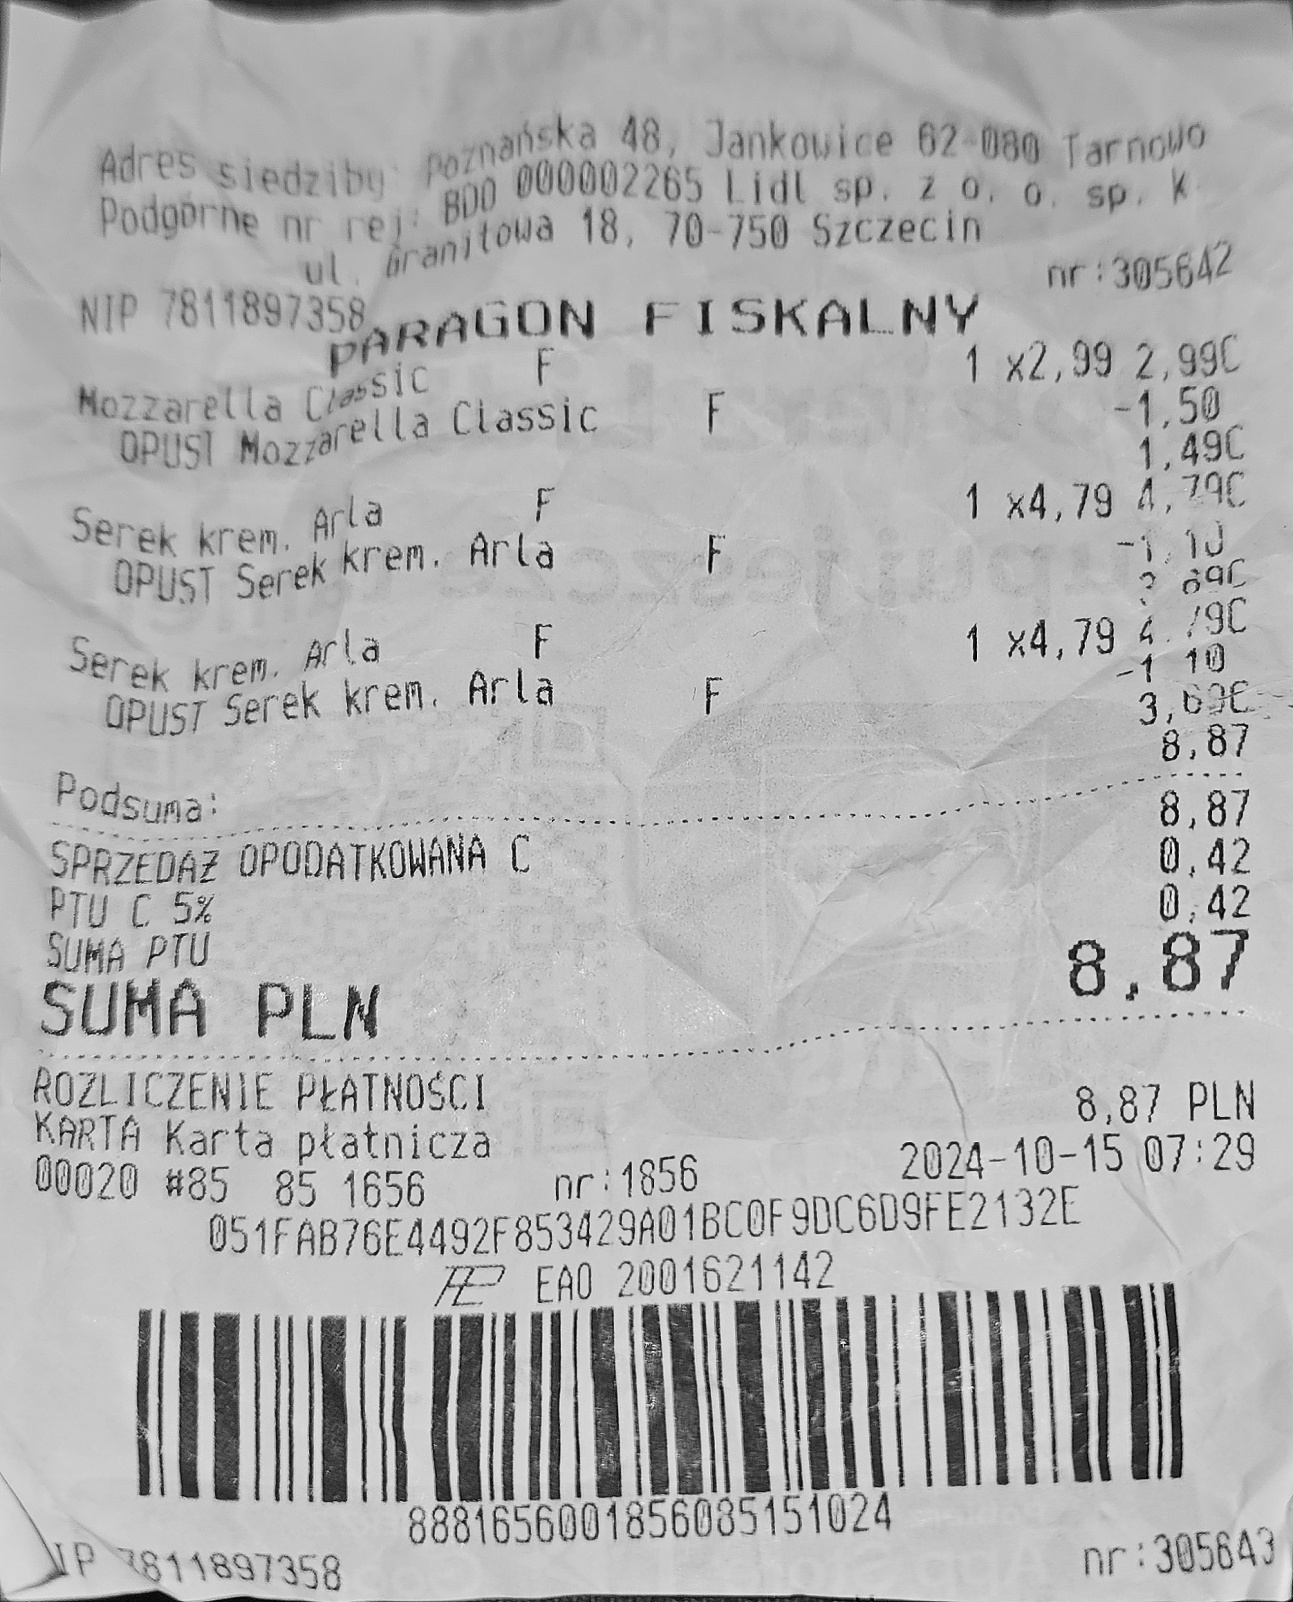 Adres siedziby: Poznańska 48, Jankowice 62-080 Tarnowo
Podgórne nr rej: BDO 000002265 Lidl sp. z o. o. sp. k
ul. Granitowa 18, 70-750 Szczecin
NIP 7811897358 nr:305642
PARAGON FISKALNY
Mozzarella Classic F 1 x2,99 2,99C
OPUST Mozzarella Classic F -1,50
1,49C
Serek krem. Arla F 1 x4,79 4,79C
OPUST Serek krem. Arla F -1,10
3,69C
Serek krem. Arla F 1 x4,79 4,79C
OPUST Serek krem. Arla F -1,10
3,69C
Podsuma: 8,87
SPRZEDAŻ OPODATKOWANA C 8,87
PTU C 5% 0,42
SUMA PTU 0,42
SUMA PLN 8,87
ROZLICZENIE PŁATNOŚCI
KARTA Karta płatnicza 8,87 PLN
00020 #85 85 1656 nr:1856 2024-10-15 07:29
051FAB76E4492F853429A01BC0F9DC6D9FE2132E
EAO 2001621142
8881656001856085151024
IP 7811897358 nr:305643